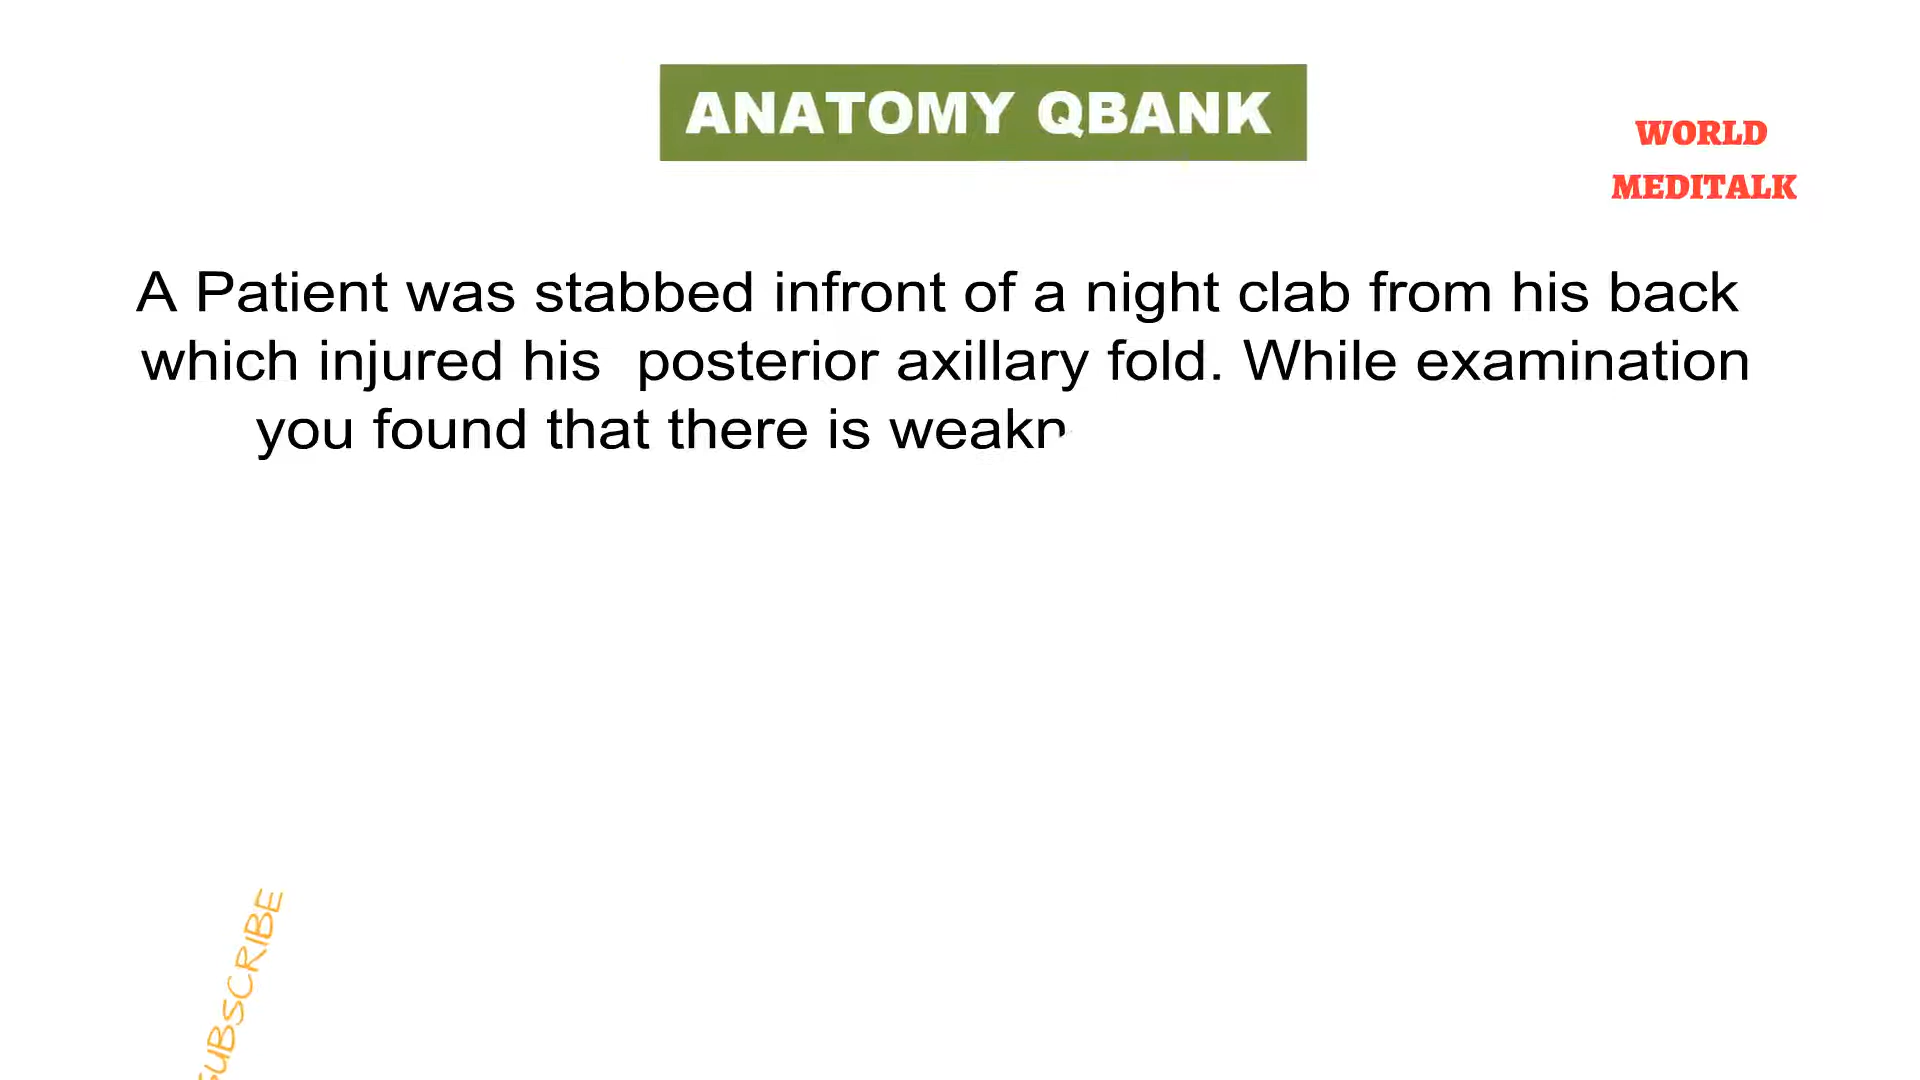 ANATOMY QBANK
WORLD
MEDITALK
A Patient was stabbed infront of a night clab from his back
which injured his posterior axillary fold. While examination
you found that there is weakn
SUBSCRIBE